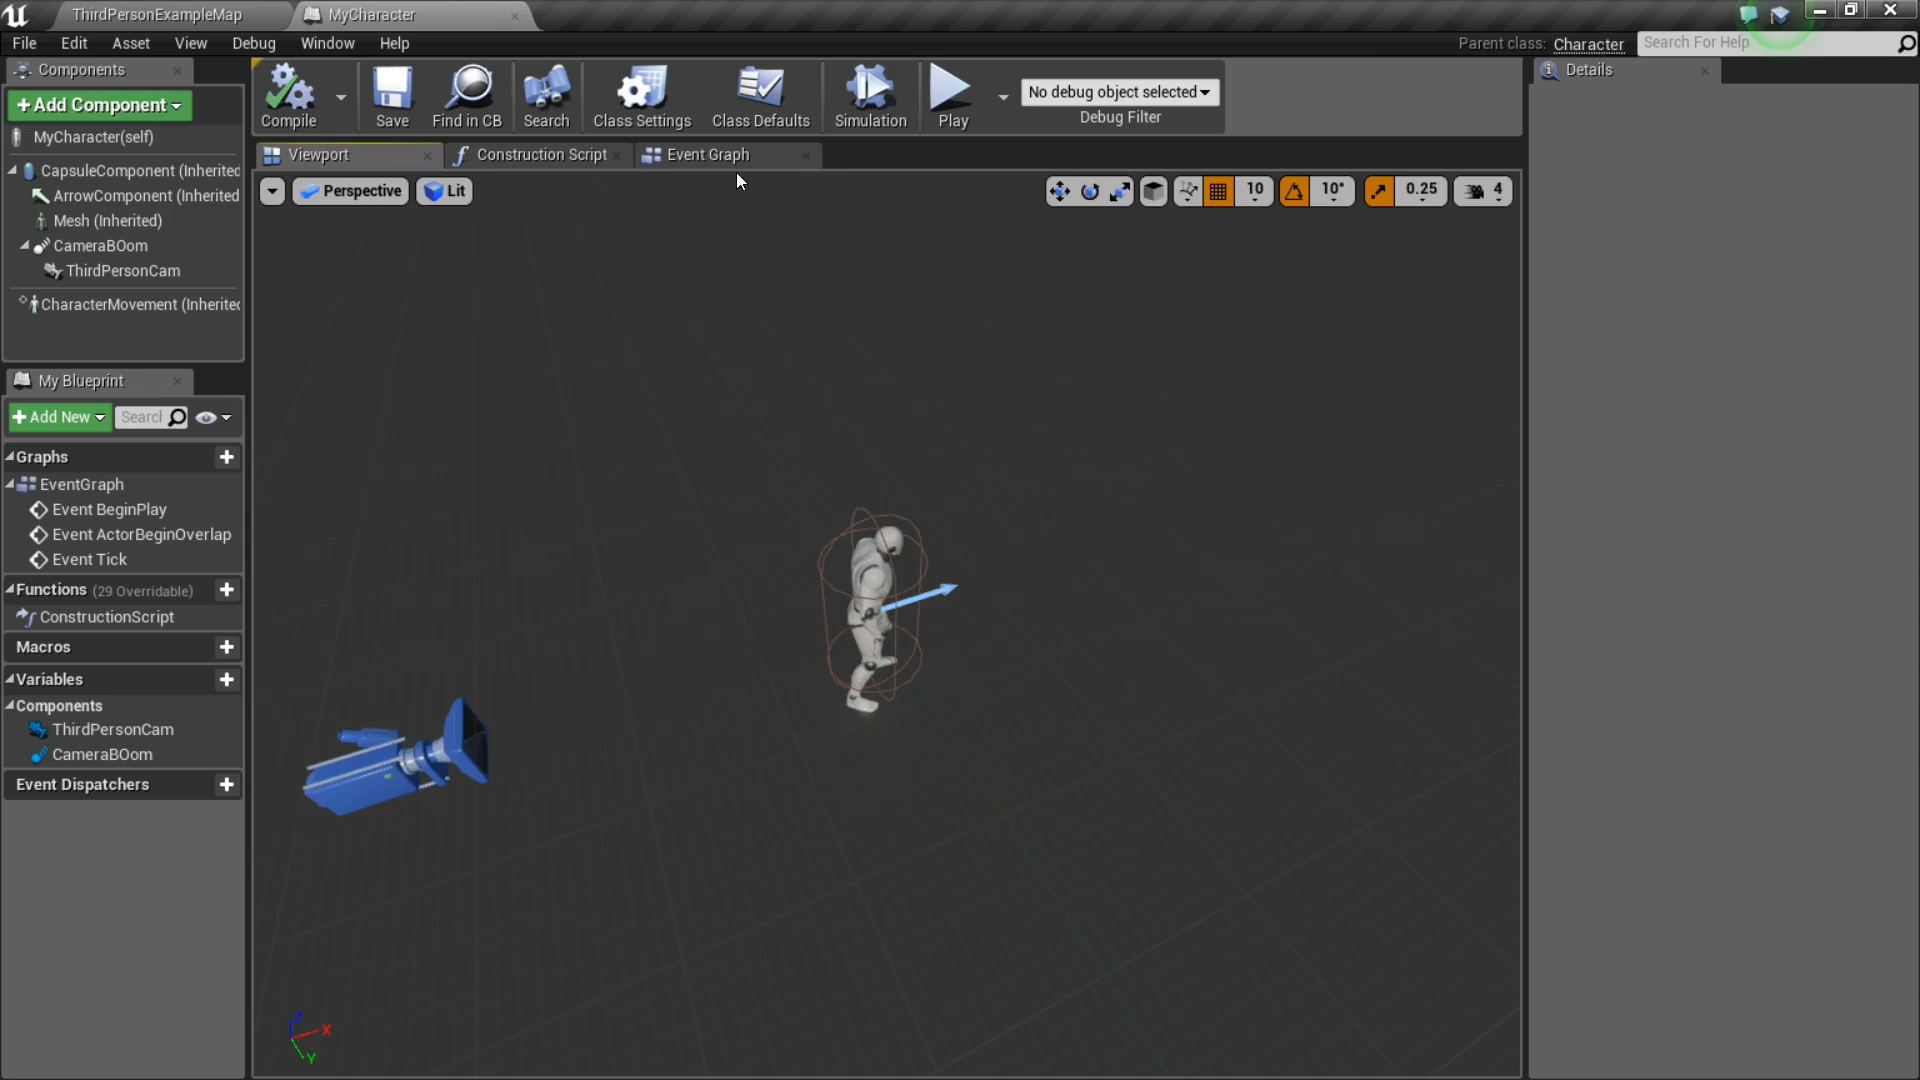 ThirdPersonExampleMap
MyCharacter
File Edit Asset View Debug Window Help
Parent class: Character
Search For Help
Components
+Add Component
MyCharacter(self)
CapsuleComponent (Inherited
ArrowComponent (Inherited
Mesh (Inherited)
CameraBOom
ThirdPersonCam
CharacterMovement (Inherited
Compile
Save
Find in CB
Search
Class Settings
Class Defaults
Simulation
Play
No debug object selected
Debug Filter
Details
Viewport
Construction Script
Event Graph
Perspective
Lit
10
10°
0.25
4
My Blueprint
+Add New
Search
Graphs
EventGraph
Event BeginPlay
Event ActorBeginOverlap
Event Tick
Functions (29 Overridable)
ConstructionScript
Macros
Variables
Components
ThirdPersonCam
CameraBOom
Event Dispatchers
Z
X
Y